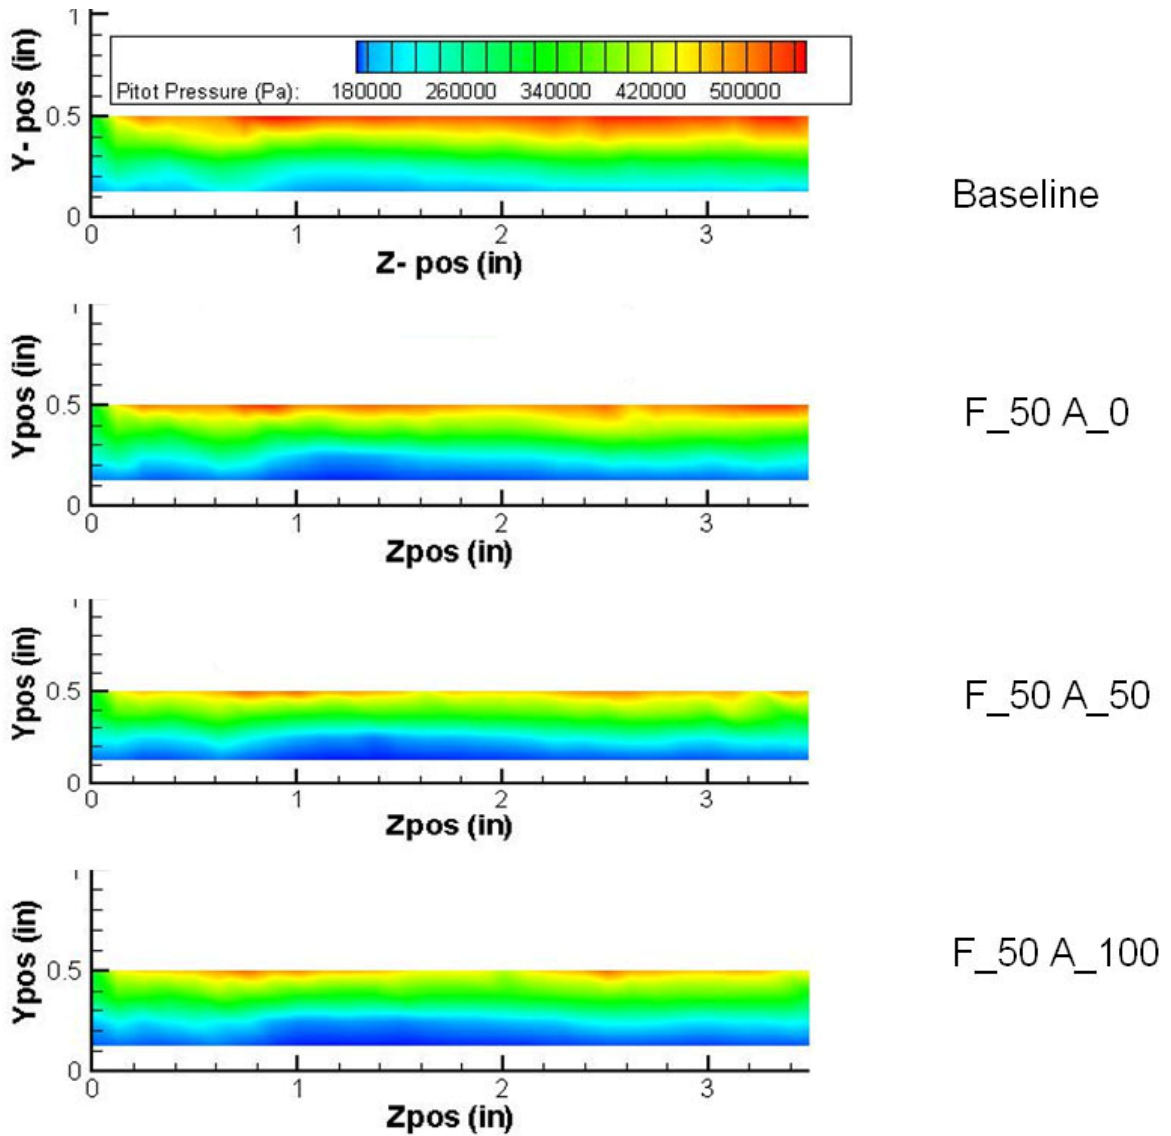 1
Y- pos (in)
Pitot Pressure (Pa): 180000 260000 340000 420000 500000
0.5
0
0 1 2 3
Z- pos (in)
Baseline
1
Ypos (in)
0.5
0
0 1 2 3
Zpos (in)
F_50 A_0
1
Ypos (in)
0.5
0
0 1 2 3
Zpos (in)
F_50 A_50
1
Ypos (in)
0.5
0
0 1 2 3
Zpos (in)
F_50 A_100